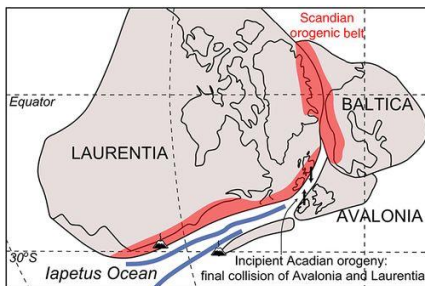 Scandian
orogenic belt
Equator
BALTICA
LAURENTIA
AVALONIA
30°S
Iapetus Ocean
Incipient Acadian orogeny:
final collision of Avalonia and Laurentia